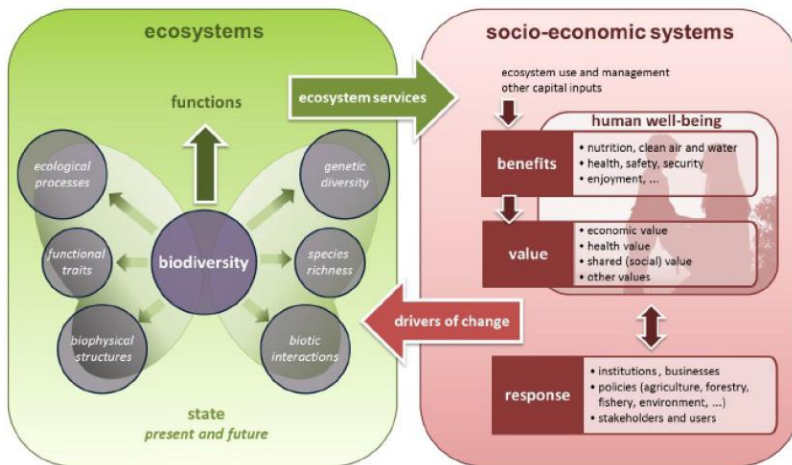 ecosystems
functions
ecological
processes
genetic
diversity
functional
traits
biodiversity
species
richness
biophysical
structures
biotic
interactions
state
present and future
ecosystem services
drivers of change
socio-economic systems
ecosystem use and management
other capital inputs
human well-being
benefits
• nutrition, clean air and water
• health, safety, security
• enjoyment, ...
value
• economic value
• health value
• shared (social) value
• other values
response
• institutions, businesses
• policies (agriculture, forestry,
fishery, environment, ...)
• stakeholders and users